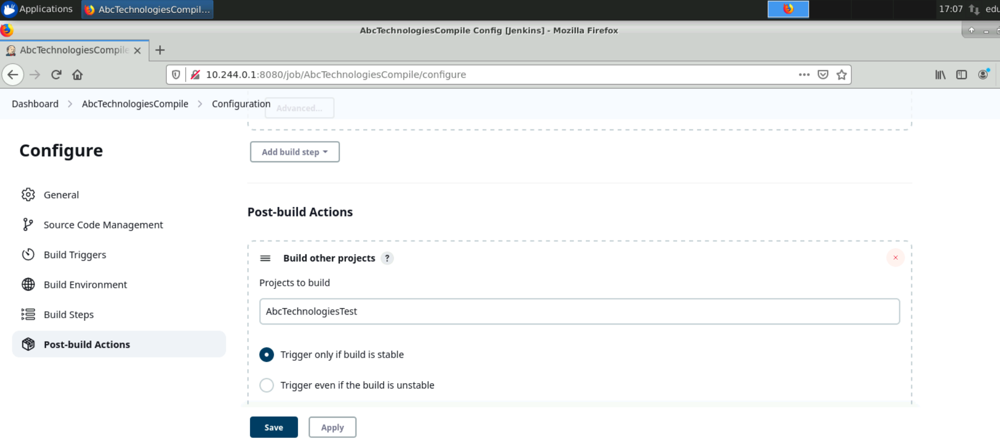 Applications AbcTechnologiesCompil... 17:07 edu
AbcTechnologiesCompile Config [Jenkins] - Mozilla Firefox
AbcTechnologiesCompile
10.244.0.1:8080/job/AbcTechnologiesCompile/configure
Dashboard AbcTechnologiesCompile Configuration
Advanced...
Configure
General
Source Code Management
Build Triggers
Build Environment
Build Steps
Post-build Actions
Add build step
Post-build Actions
Build other projects ?
Projects to build
AbcTechnologiesTest
Trigger only if build is stable
Trigger even if the build is unstable
Save Apply